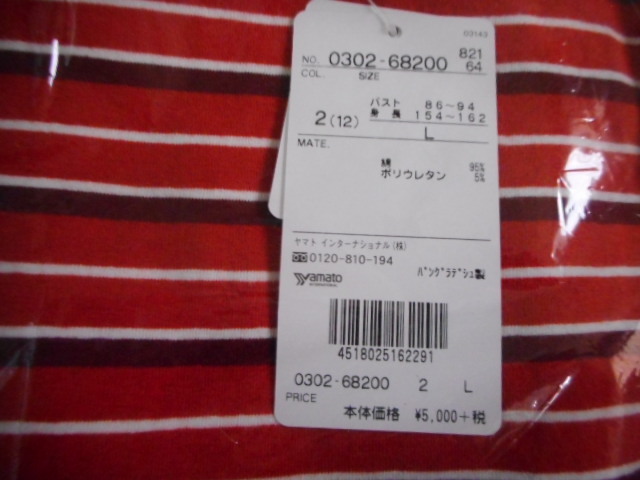 03143
NO. 0302-68200 821 64
COL. SIZE
2(12) バスト 86~94
身長 154~162
L
MATE.
綿 95%
ポリウレタン 5%
ヤマト インターナショナル(株)
0120-810-194
Yamato INTERNATIONAL バングラデシュ製
4518025162291
0302-68200 2 L
PRICE
本体価格 ¥5,000+税